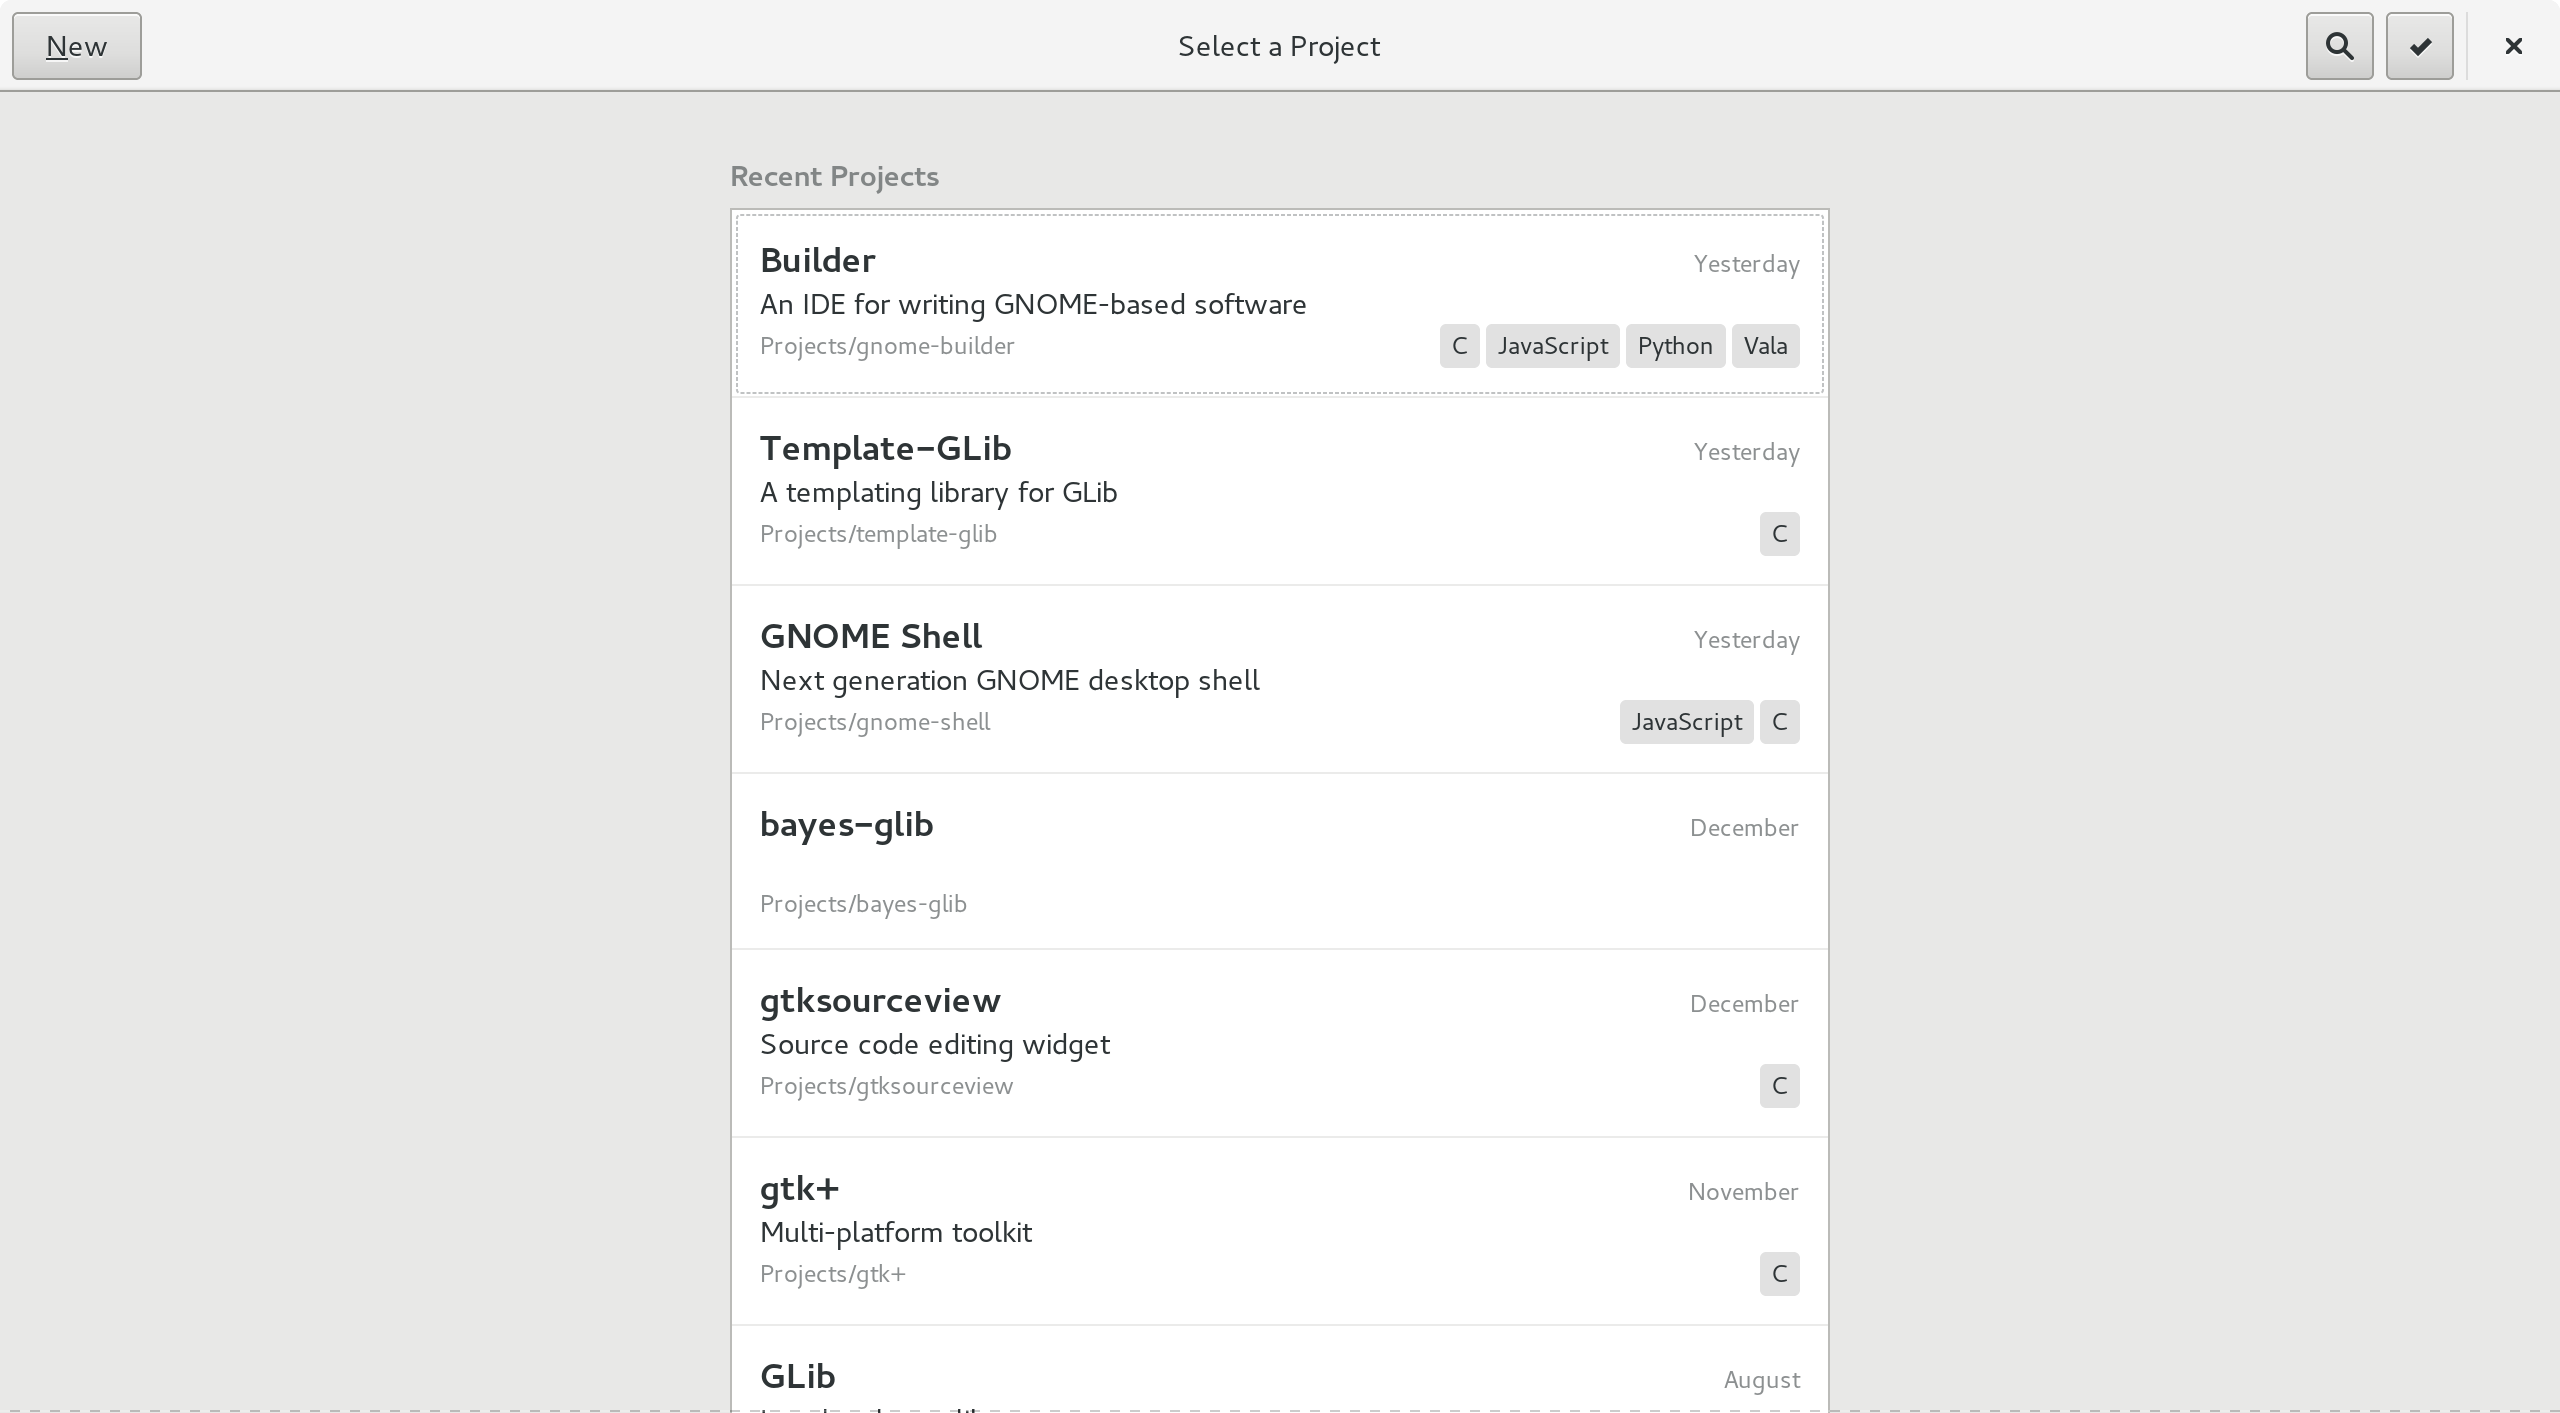 New
Select a Project
Recent Projects
Builder
Yesterday
An IDE for writing GNOME-based software
Projects/gnome-builder
C JavaScript Python Vala
Template-GLib
Yesterday
A templating library for GLib
Projects/template-glib
C
GNOME Shell
Yesterday
Next generation GNOME desktop shell
Projects/gnome-shell
JavaScript C
bayes-glib
December
Projects/bayes-glib
gtksourceview
December
Source code editing widget
Projects/gtksourceview
C
gtk+
November
Multi-platform toolkit
Projects/gtk+
C
GLib
August